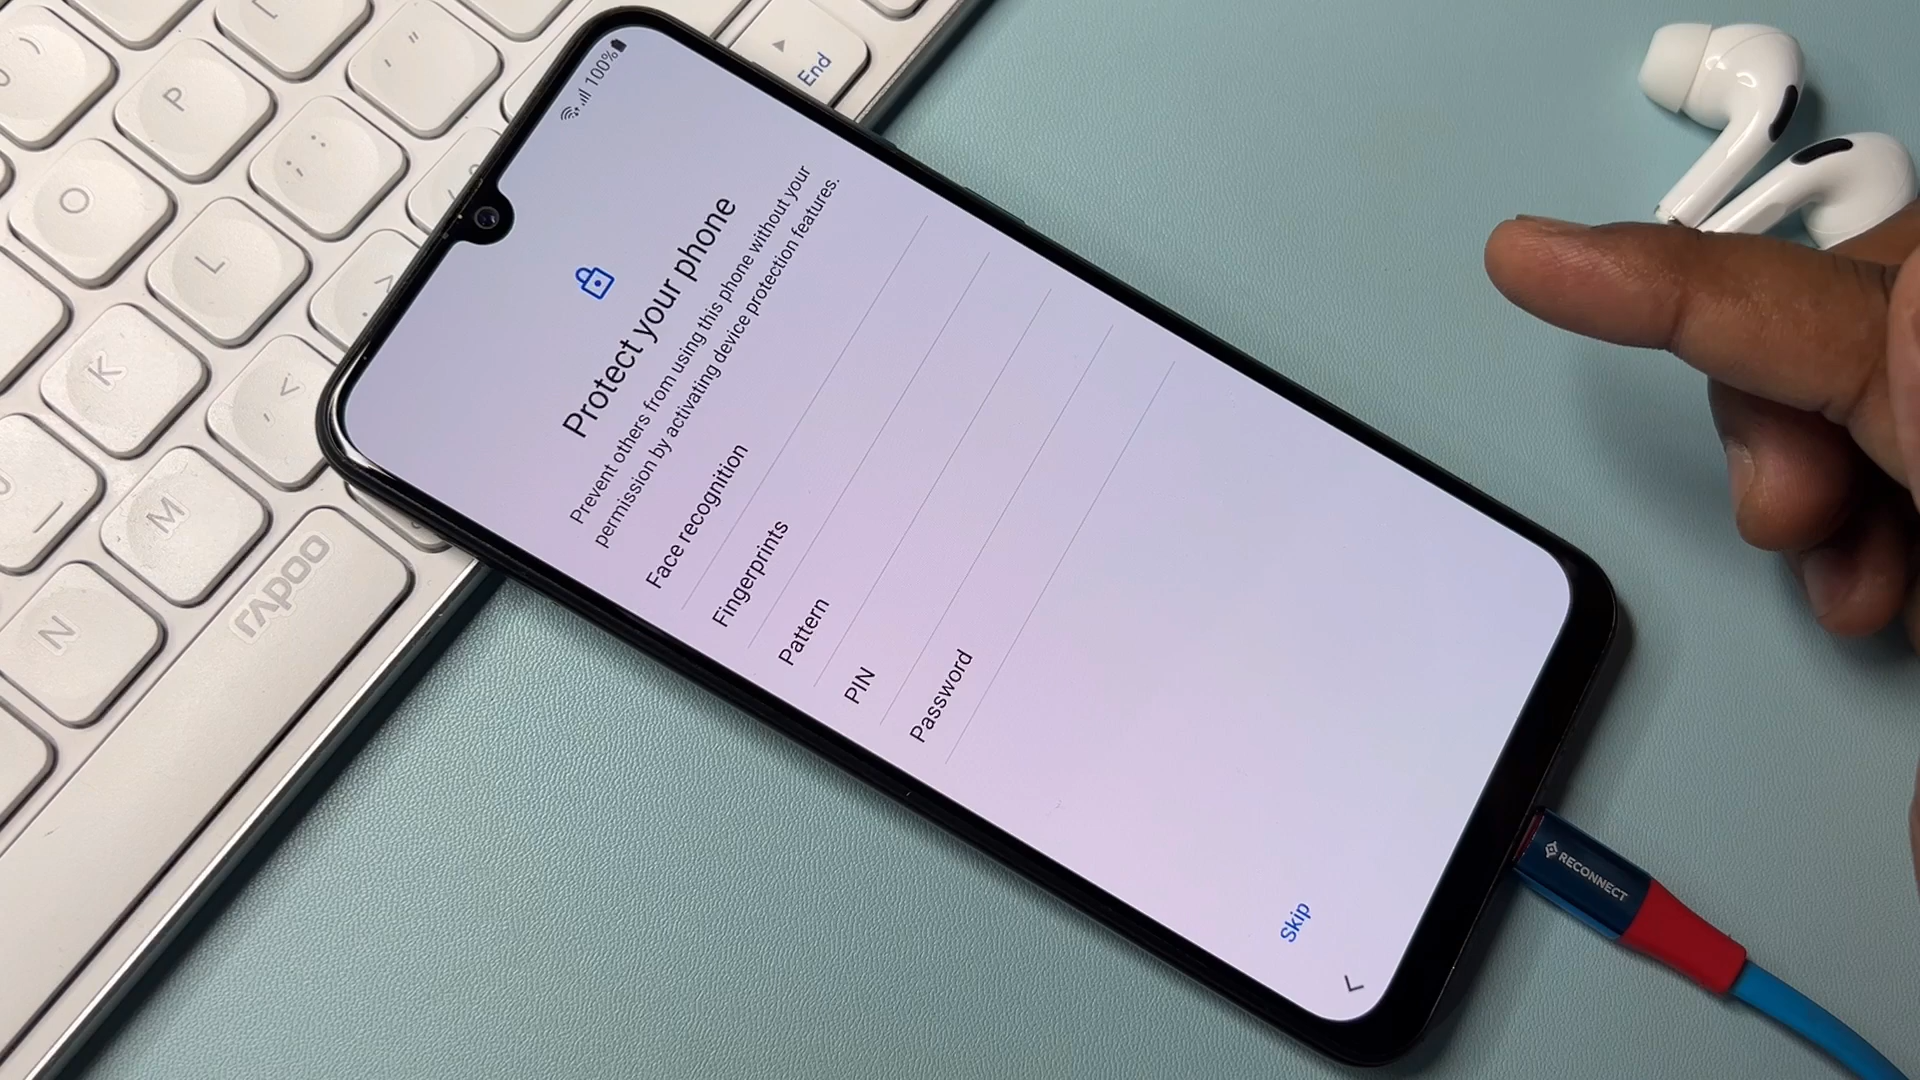 100%
Protect your phone
Prevent others from using this phone without your
permission by activating device protection features.
Face recognition
Fingerprints
Pattern
PIN
Password
Skip
RECONNECT
End
P
O
L
K
M
N
rapoo